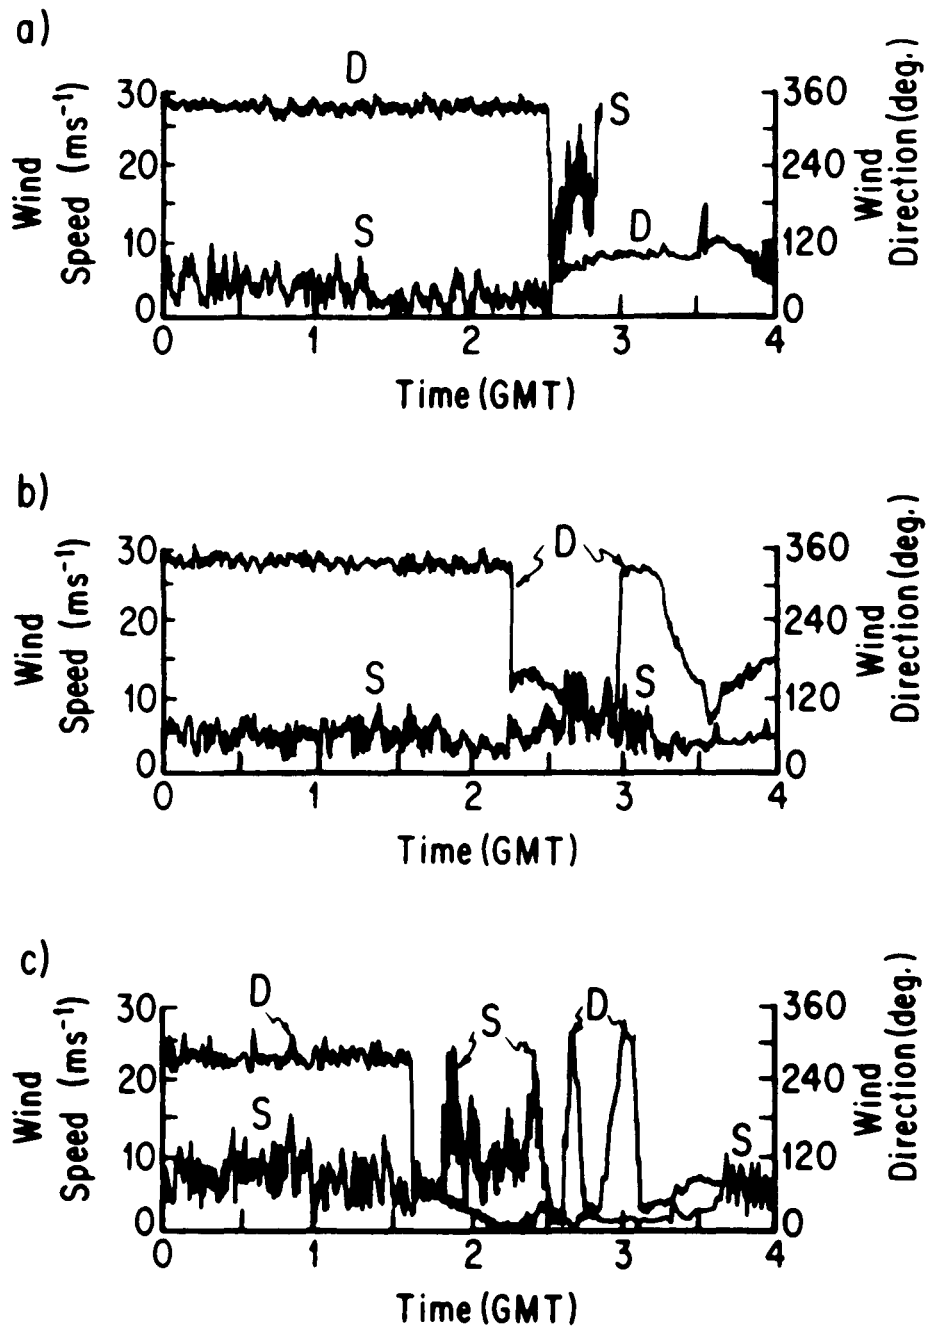 a)
D
S
S
D
Wind
Speed (ms⁻¹)
30
20
10
0
360
240
120
0
Wind
Direction (deg.)
0 1 2 3 4
Time (GMT)
b)
D
S
S
Wind
Speed (ms⁻¹)
30
20
10
0
360
240
120
0
Wind
Direction (deg.)
0 1 2 3 4
Time (GMT)
c)
D
S
S
D
S
Wind
Speed (ms⁻¹)
30
20
10
0
360
240
120
0
Wind
Direction (deg.)
0 1 2 3 4
Time (GMT)